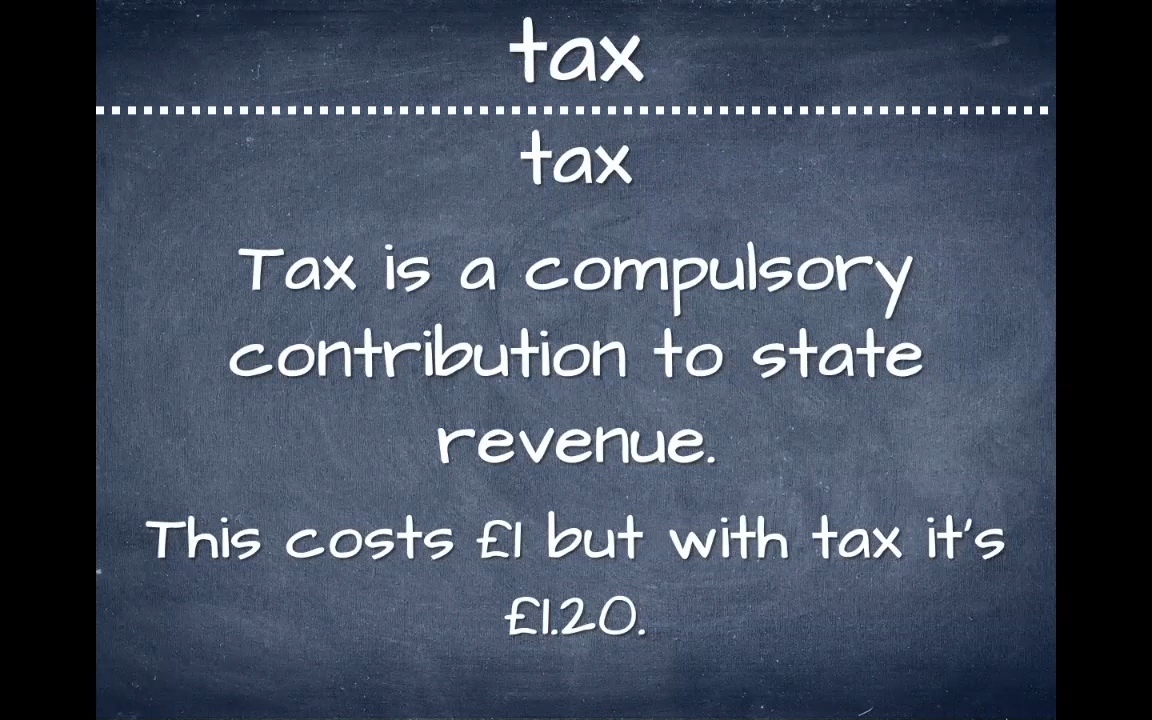 tax
tax
Tax is a compulsory
contribution to state
revenue.
This costs £1 but with tax it's
£1.20.